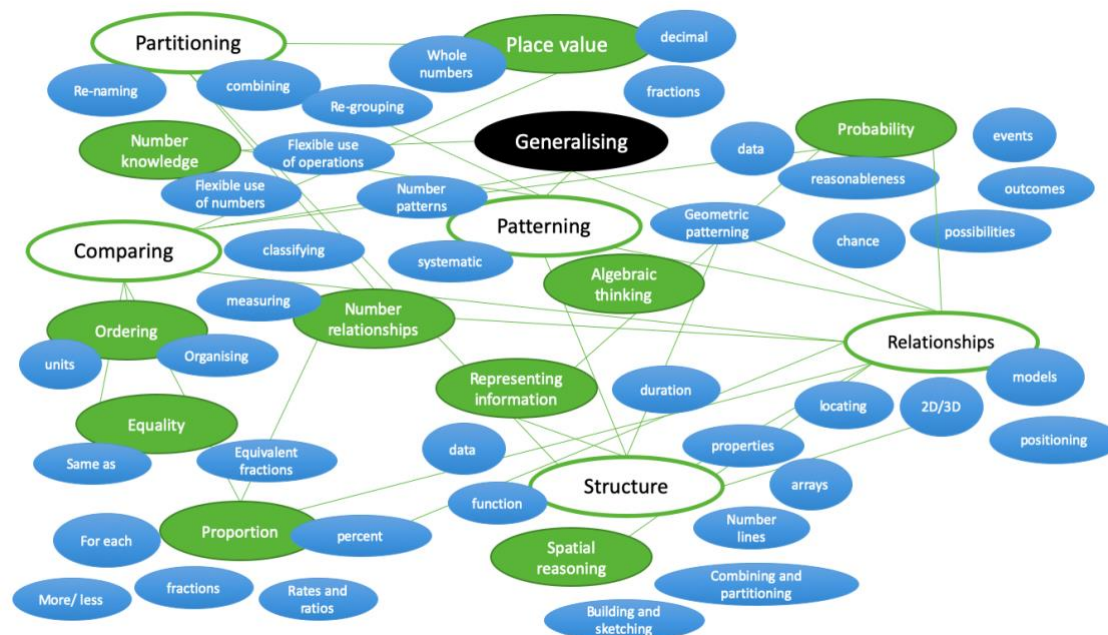 Partitioning
Place value
decimal
Whole
numbers
Re-naming
combining
fractions
Re-grouping
Generalising
Probability
events
Number
knowledge
Flexible use
of operations
data
reasonableness
outcomes
Flexible use
of numbers
Number
patterns
Patterning
Geometric
patterning
chance
possibilities
Comparing
classifying
systematic
Algebraic
thinking
measuring
Number
relationships
Ordering
Organising
units
Relationships
Representing
information
duration
locating
2D/3D
models
Equality
Same as
Equivalent
fractions
data
properties
positioning
Structure
arrays
function
Number
lines
Proportion
percent
For each
Spatial
reasoning
More/ less
fractions
Rates and
ratios
Combining and
partitioning
Building and
sketching